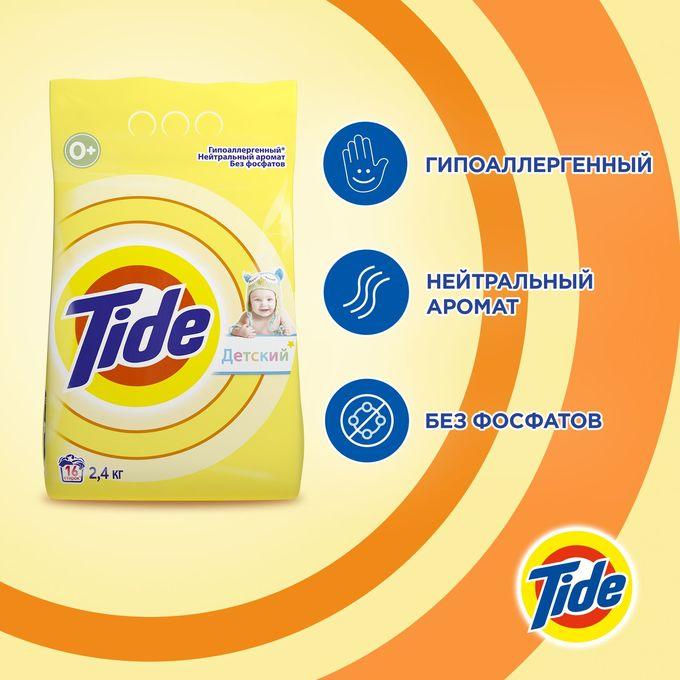 0+
Гипоаллергенный*
Нейтральный аромат
Без фосфатов
Tide
Детский
16
стирок
2,4 кг
ГИПОАЛЛЕРГЕННЫЙ
НЕЙТРАЛЬНЫЙ
АРОМАТ
БЕЗ ФОСФАТОВ
Tide